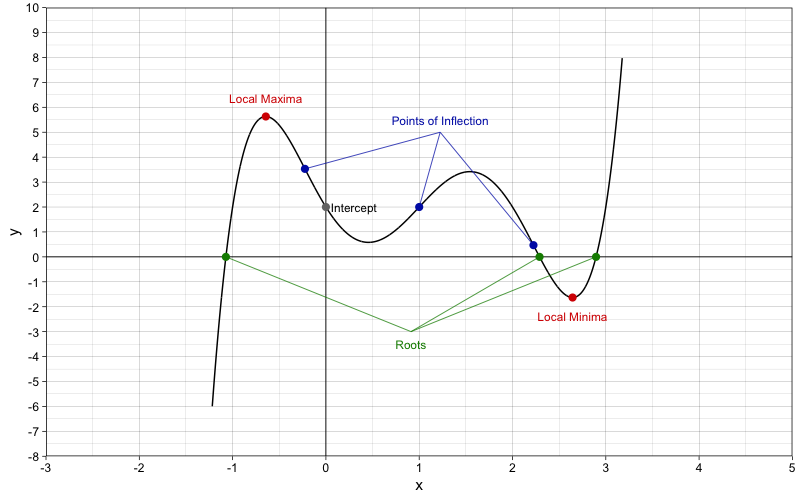 10
9
8
7
6
5
4
3
2
1
0
-1
-2
-3
-4
-5
-6
-7
-8
y
Local Maxima
Points of Inflection
Intercept
Local Minima
Roots
-3 -2 -1 0 1 2 3 4 5
x